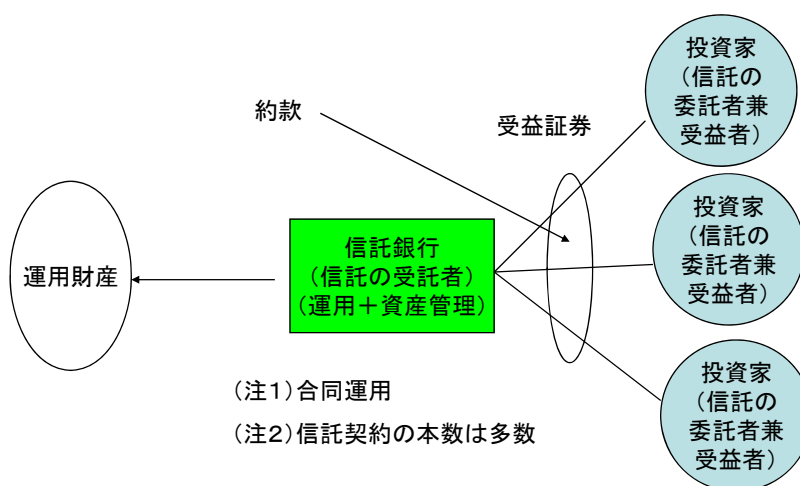 約款
受益証券
投資家
(信託の
委託者兼
受益者)
運用財産
信託銀行
(信託の受託者)
(運用+資産管理)
投資家
(信託の
委託者兼
受益者)
投資家
(信託の
委託者兼
受益者)
(注1)合同運用
(注2)信託契約の本数は多数